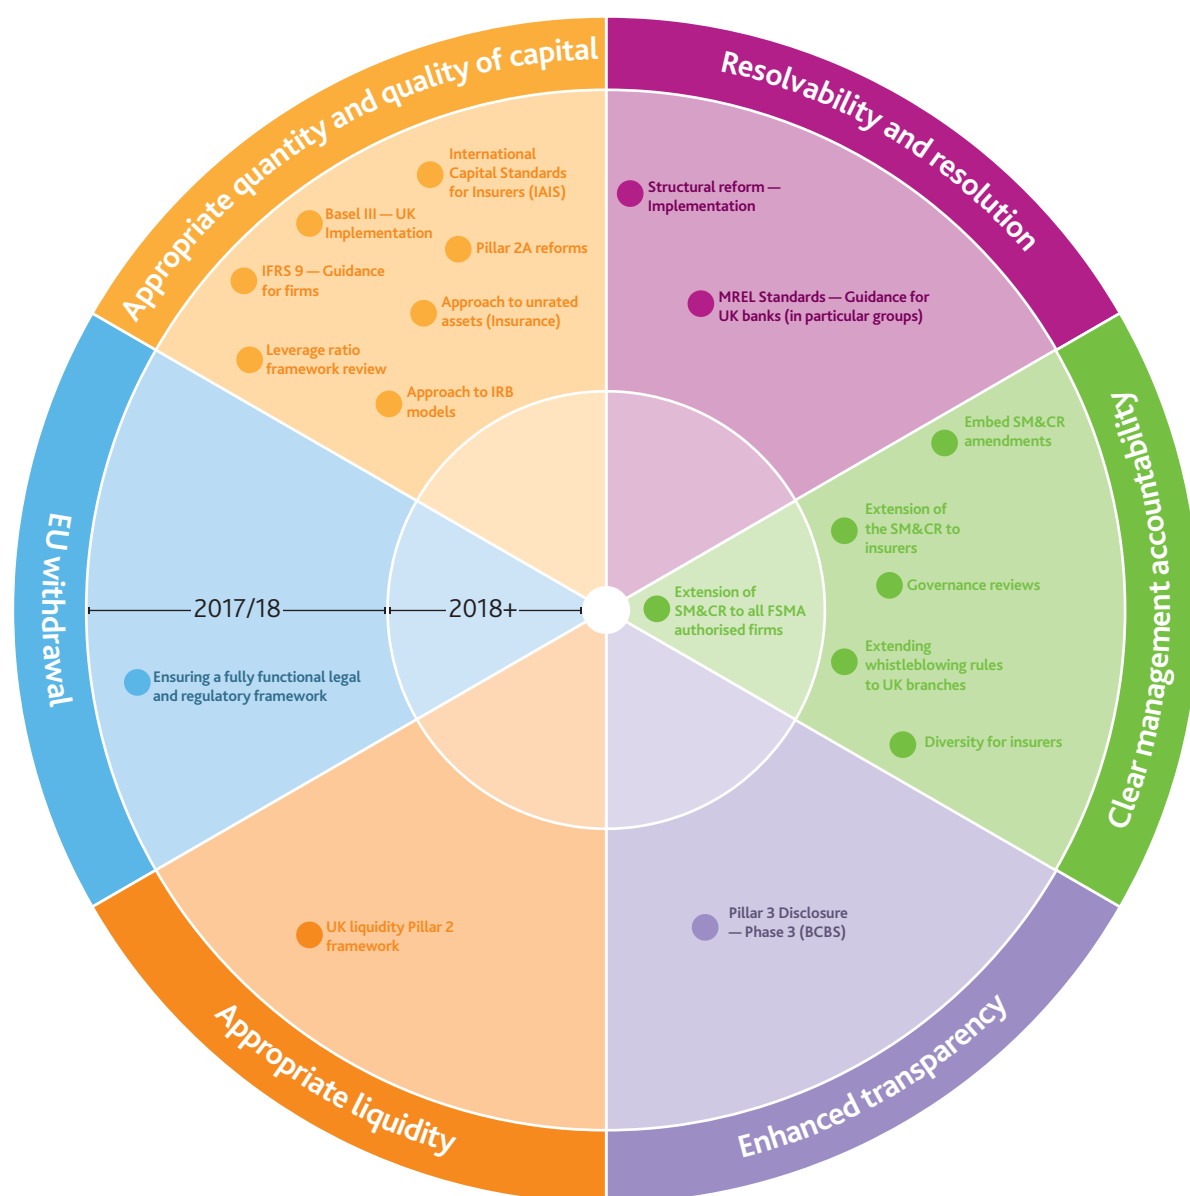 Appropriate quantity and quality of capital
International
Capital Standards
for Insurers (IAIS)
Basel III — UK
Implementation
Pillar 2A reforms
IFRS 9 — Guidance
for firms
Approach to unrated
assets (Insurance)
Leverage ratio
framework review
Approach to IRB
models
Resolvability and resolution
Structural reform —
Implementation
MREL Standards — Guidance for
UK banks (in particular groups)
Clear management accountability
Embed SM&CR
amendments
Extension of
the SM&CR to
insurers
Governance reviews
Extension of
SM&CR to all FSMA
authorised firms
Extending
whistleblowing rules
to UK branches
Diversity for insurers
EU withdrawal
2017/18
2018+
Ensuring a fully functional legal
and regulatory framework
Appropriate liquidity
UK liquidity Pillar 2
framework
Enhanced transparency
Pillar 3 Disclosure
— Phase 3 (BCBS)